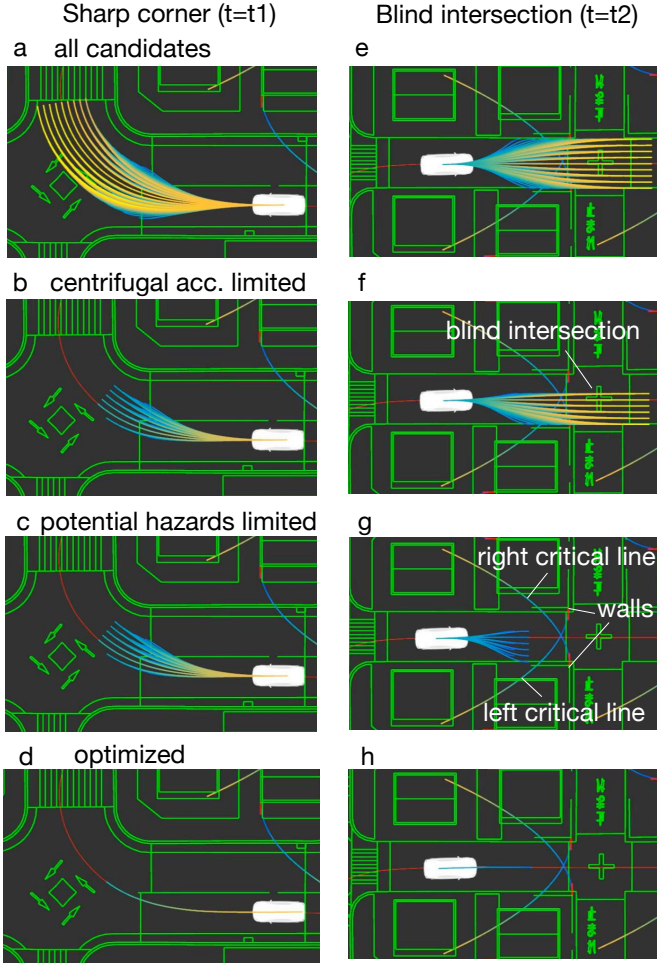 Sharp corner (t=t1)
Blind intersection (t=t2)
a all candidates
e
b centrifugal acc. limited
f
blind intersection
c potential hazards limited
g
right critical line
walls
left critical line
d optimized
h